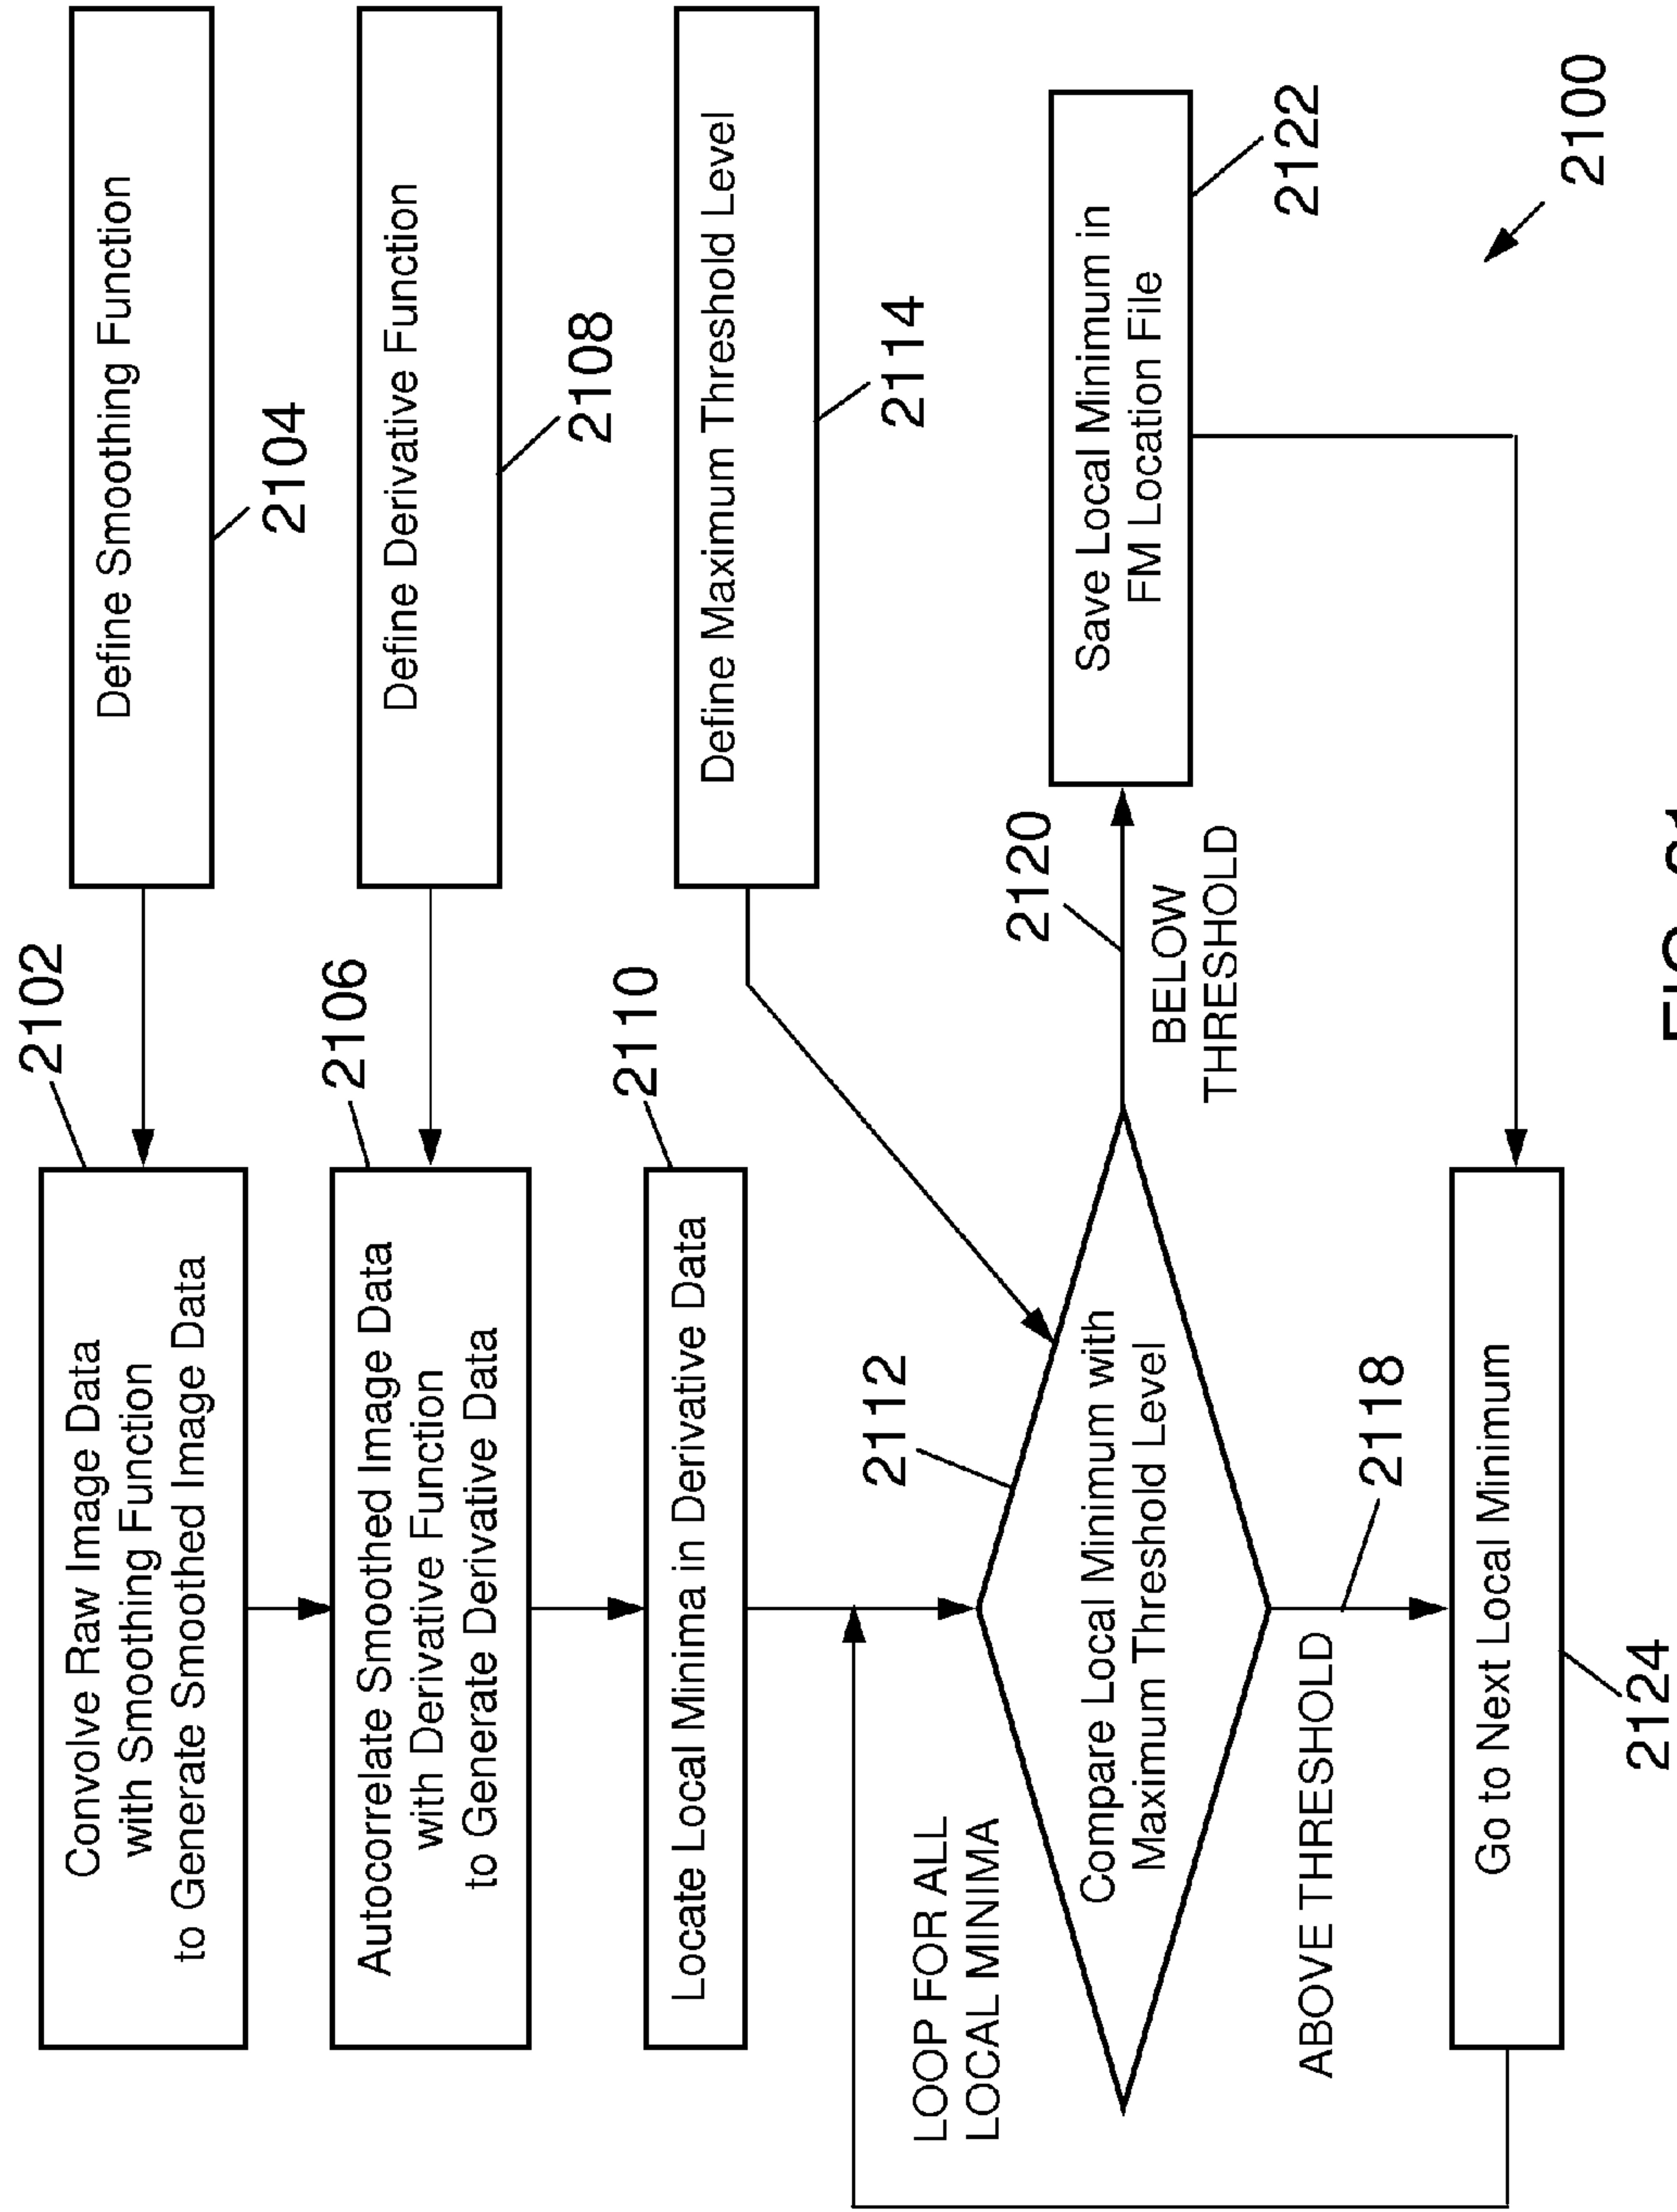 2102
Convolve Raw Image Data
with Smoothing Function
to Generate Smoothed Image Data
Define Smoothing Function
2104
2106
Autocorrelate Smoothed Image Data
with Derivative Function
to Generate Derivative Data
Define Derivative Function
2108
2110
Locate Local Minima in Derivative Data
Define Maximum Threshold Level
2114
LOOP FOR ALL
LOCAL MINIMA
2112
Compare Local Minimum with
Maximum Threshold Level
2120
BELOW
THRESHOLD
Save Local Minimum in
FM Location File
2122
ABOVE THRESHOLD
2118
Go to Next Local Minimum
2124
2100